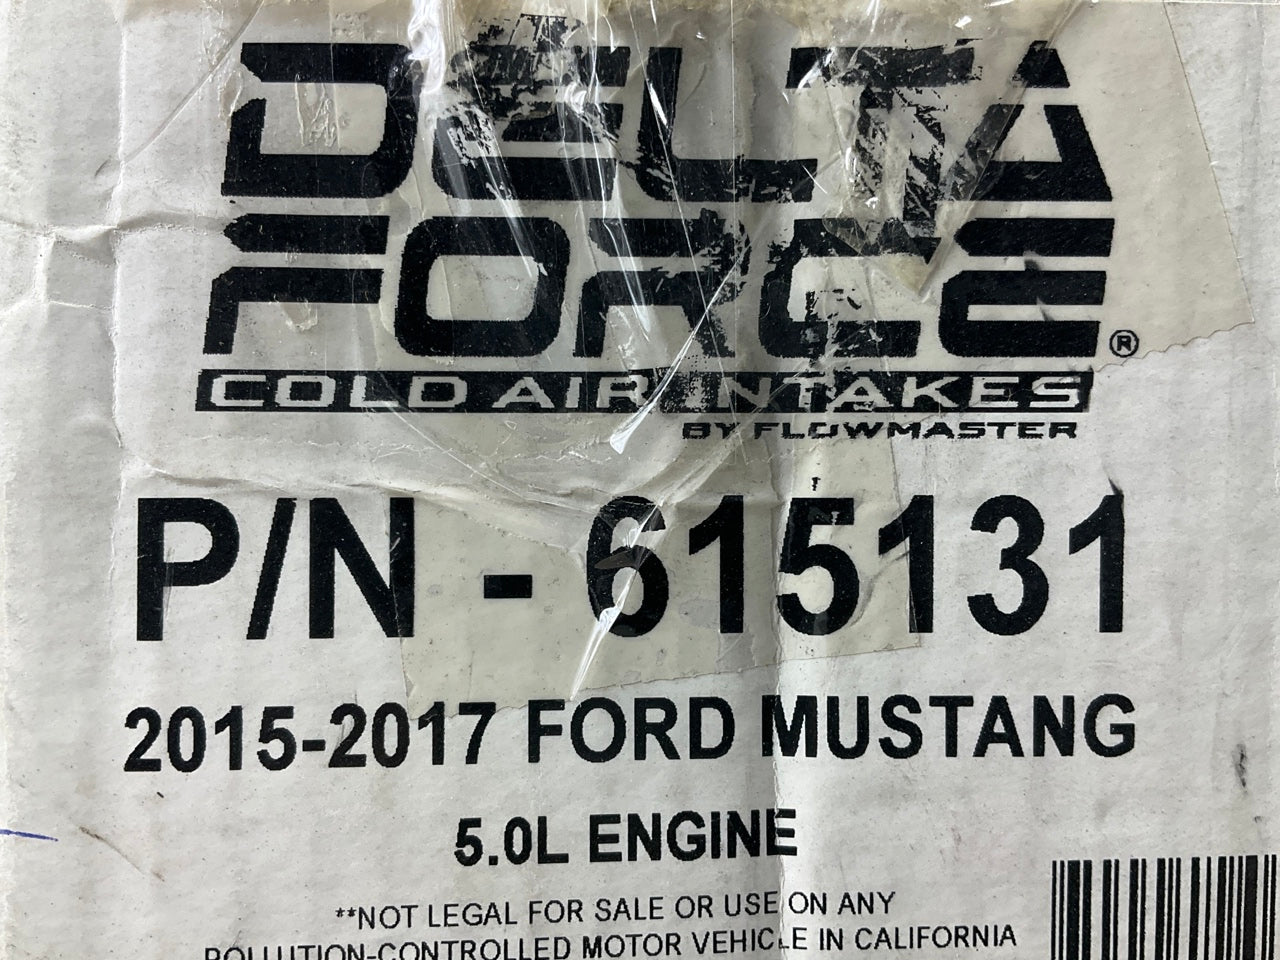 DELTA
FORCE®
COLD AIR INTAKES
BY FLOWMASTER
P/N - 615131
2015-2017 FORD MUSTANG
5.0L ENGINE
**NOT LEGAL FOR SALE OR USE ON ANY
POLLUTION-CONTROLLED MOTOR VEHICLE IN CALIFORNIA